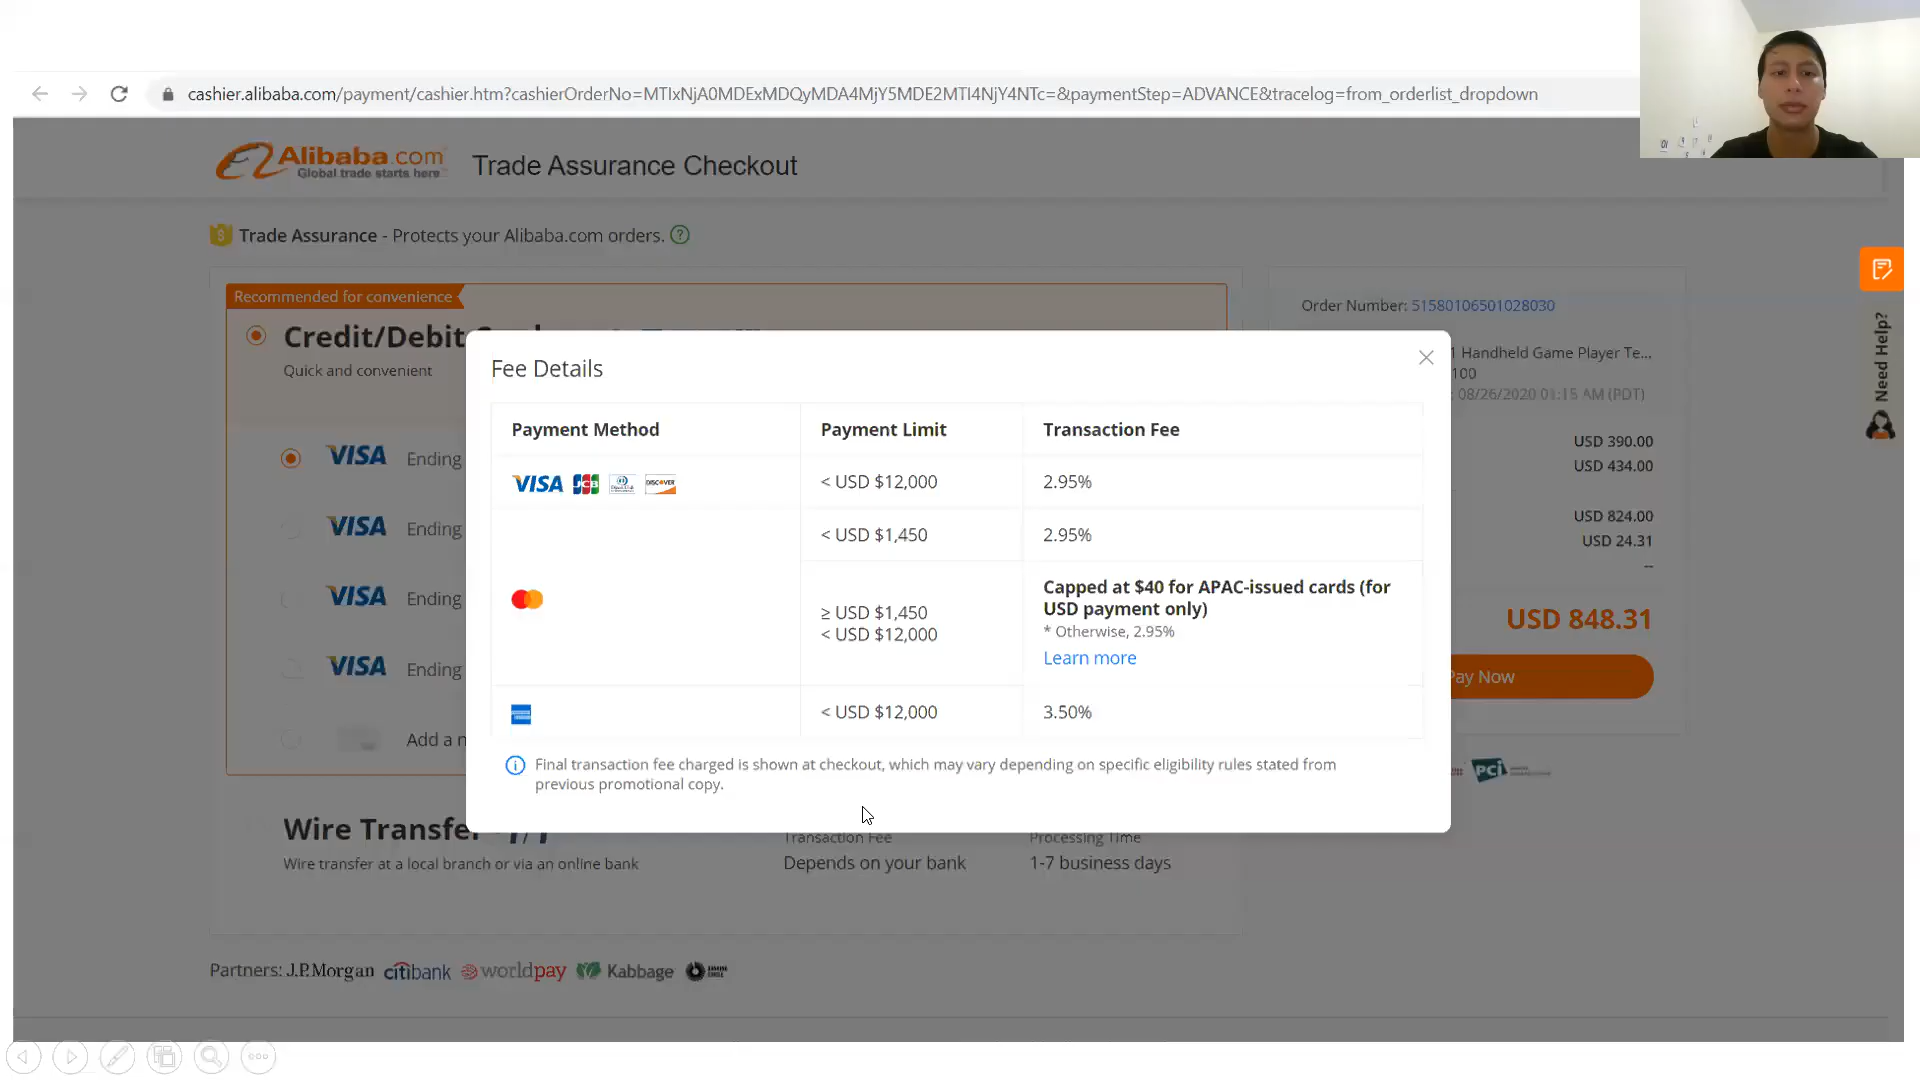 cashier.alibaba.com/payment/cashier.htm?cashierOrderNo=MTIxNjA0MDExMDQyMDA4MjY5MDE2MTI4NjY4NTc=&paymentStep=ADVANCE&tracelog=from_orderlist_dropdown
Alibaba.com
Global trade starts here
Trade Assurance Checkout
Trade Assurance - Protects your Alibaba.com orders.
Recommended for convenience
Credit/Debit
Quick and convenient
Order Number: 51580106501028030
Handheld Game Player Te...
100
08/26/2020 01:15 AM (PDT)
Need Help?
Fee Details
Payment Method
Payment Limit
Transaction Fee
VISA JCB DISCOVER
< USD $12,000
2.95%
< USD $1,450
2.95%
≥ USD $1,450
< USD $12,000
Capped at $40 for APAC-issued cards (for
USD payment only)
* Otherwise, 2.95%
Learn more
< USD $12,000
3.50%
Final transaction fee charged is shown at checkout, which may vary depending on specific eligibility rules stated from
previous promotional copy.
VISA Ending
VISA Ending
VISA Ending
VISA Ending
Add a
USD 390.00
USD 434.00
USD 824.00
USD 24.31
--
USD 848.31
Pay Now
PCI
Wire Transfer T/T
Wire transfer at a local branch or via an online bank
Transaction Fee
Depends on your bank
Processing Time
1-7 business days
Partners: J.P.Morgan citibank worldpay Kabbage